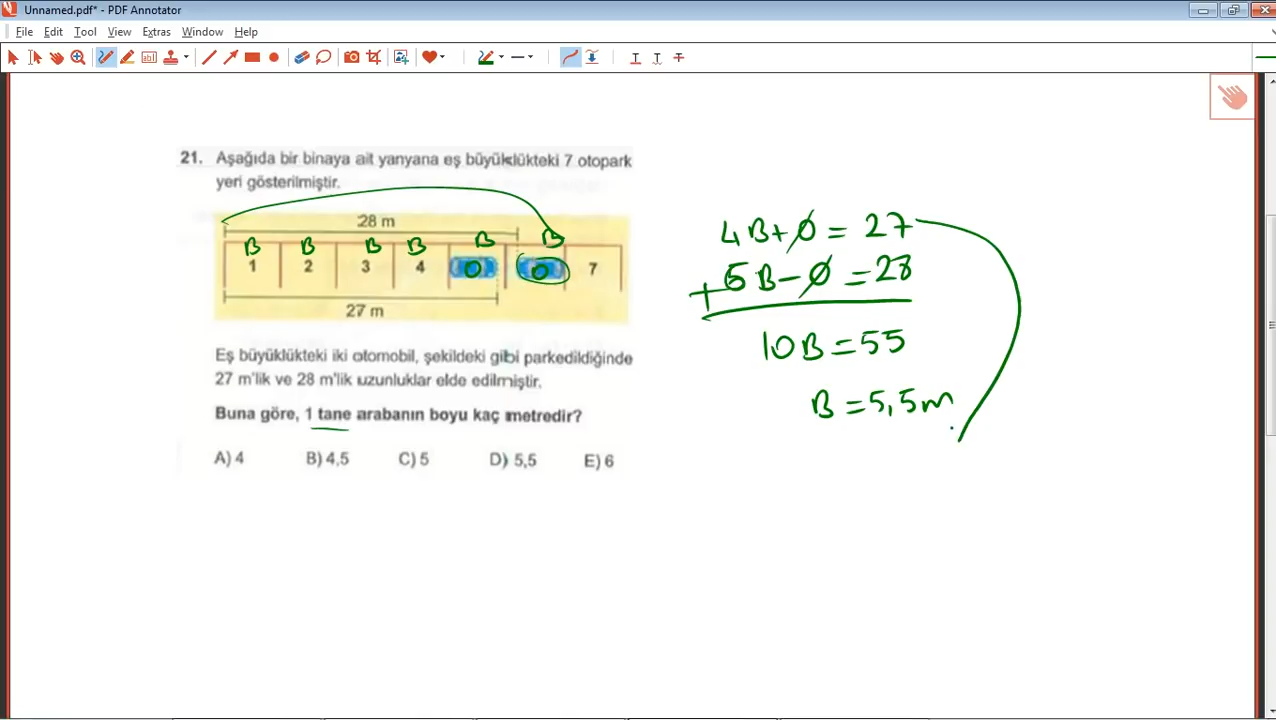 Unnamed.pdf* - PDF Annotator
File Edit Tool View Extras Window Help
21. Aşağıda bir binaya ait yanyana eş büyüklükteki 7 otopark
yeri gösterilmiştir.
28 m
B B B B B B
1 2 3 4 O O 7
27 m
Eş büyüklükteki iki otomobil, şekildeki gibi parkedildiğinde
27 m'lik ve 28 m'lik uzunluklar elde edilmiştir.
Buna göre, 1 tane arabanın boyu kaç metredir?
A) 4 B) 4,5 C) 5 D) 5,5 E) 6
4B+O = 27
+ 6B-O = 28
10B = 55
B = 5,5m